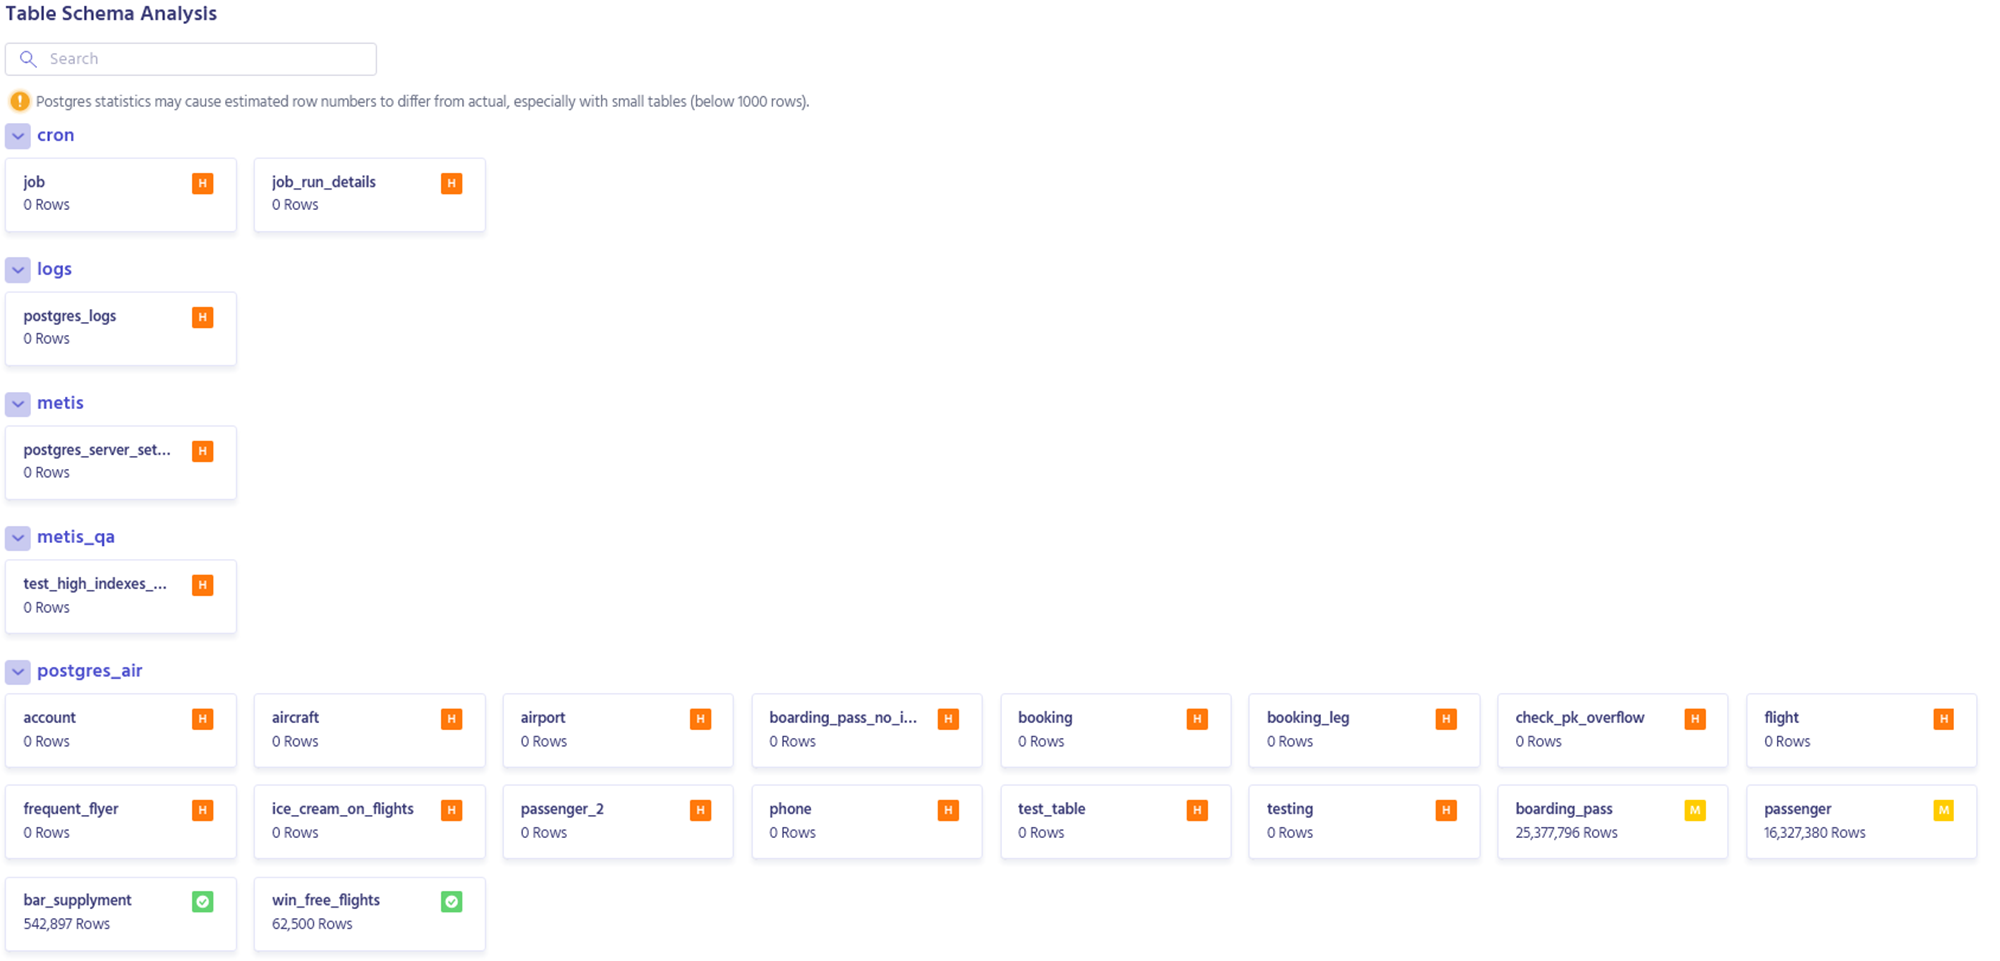 Table Schema Analysis
Search
Postgres statistics may cause estimated row numbers to differ from actual, especially with small tables (below 1000 rows).
cron
job H job_run_details H
0 Rows 0 Rows
logs
postgres_logs H
0 Rows
metis
postgres_server_set... H
0 Rows
metis_qa
test_high_indexes_... H
0 Rows
postgres_air
account H aircraft H airport H boarding_pass_no_i... H booking H booking_leg H check_pk_overflow H flight H
0 Rows 0 Rows 0 Rows 0 Rows 0 Rows 0 Rows 0 Rows 0 Rows
frequent_flyer H ice_cream_on_flights H passenger_2 H phone H test_table H testing H boarding_pass M passenger M
0 Rows 0 Rows 0 Rows 0 Rows 0 Rows 0 Rows 25,377,796 Rows 16,327,380 Rows
bar_supplyment win_free_flights
542,897 Rows 62,500 Rows